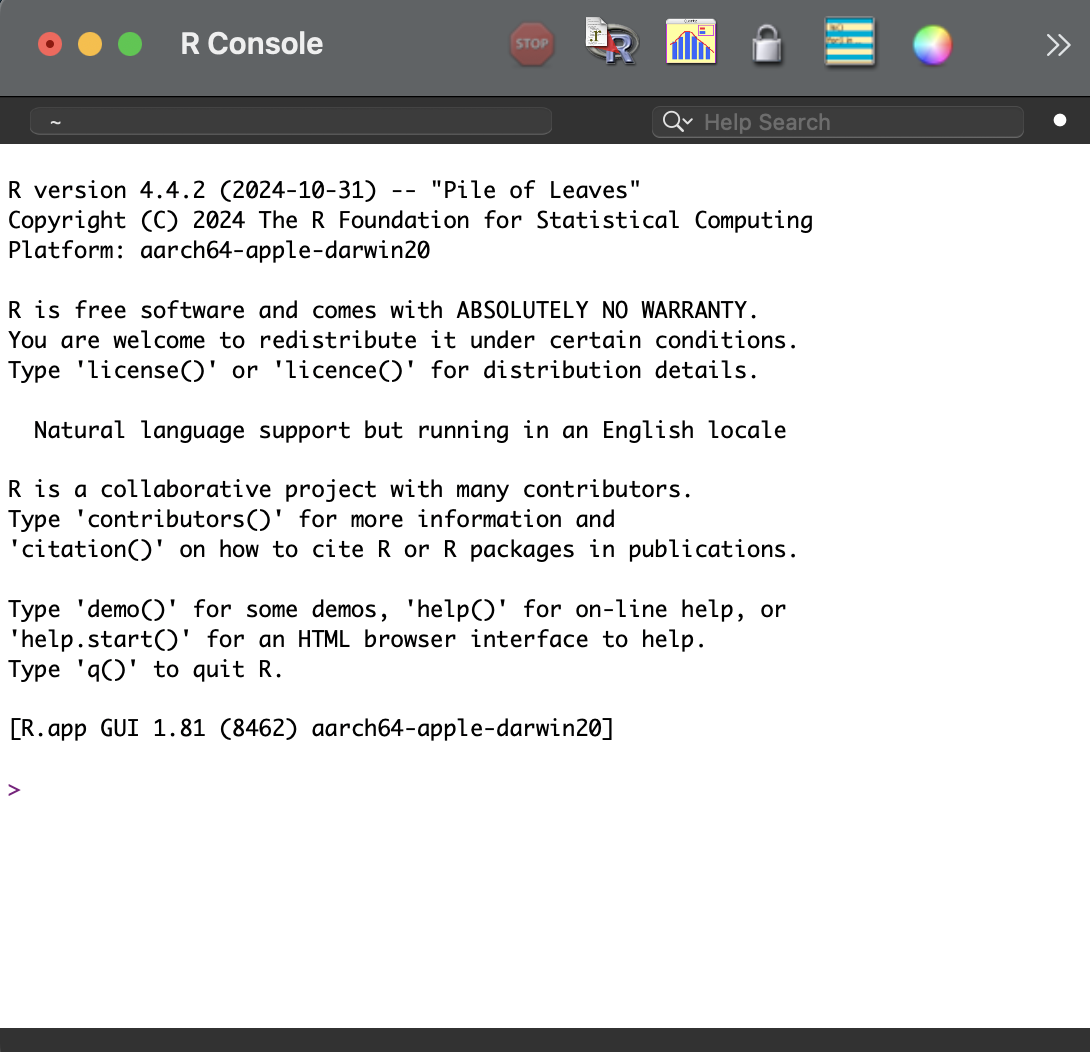 R Console
STOP
~
Help Search
R version 4.4.2 (2024-10-31) -- "Pile of Leaves"
Copyright (C) 2024 The R Foundation for Statistical Computing
Platform: aarch64-apple-darwin20
R is free software and comes with ABSOLUTELY NO WARRANTY.
You are welcome to redistribute it under certain conditions.
Type 'license()' or 'licence()' for distribution details.
  Natural language support but running in an English locale
R is a collaborative project with many contributors.
Type 'contributors()' for more information and
'citation()' on how to cite R or R packages in publications.
Type 'demo()' for some demos, 'help()' for on-line help, or
'help.start()' for an HTML browser interface to help.
Type 'q()' to quit R.
[R.app GUI 1.81 (8462) aarch64-apple-darwin20]
>